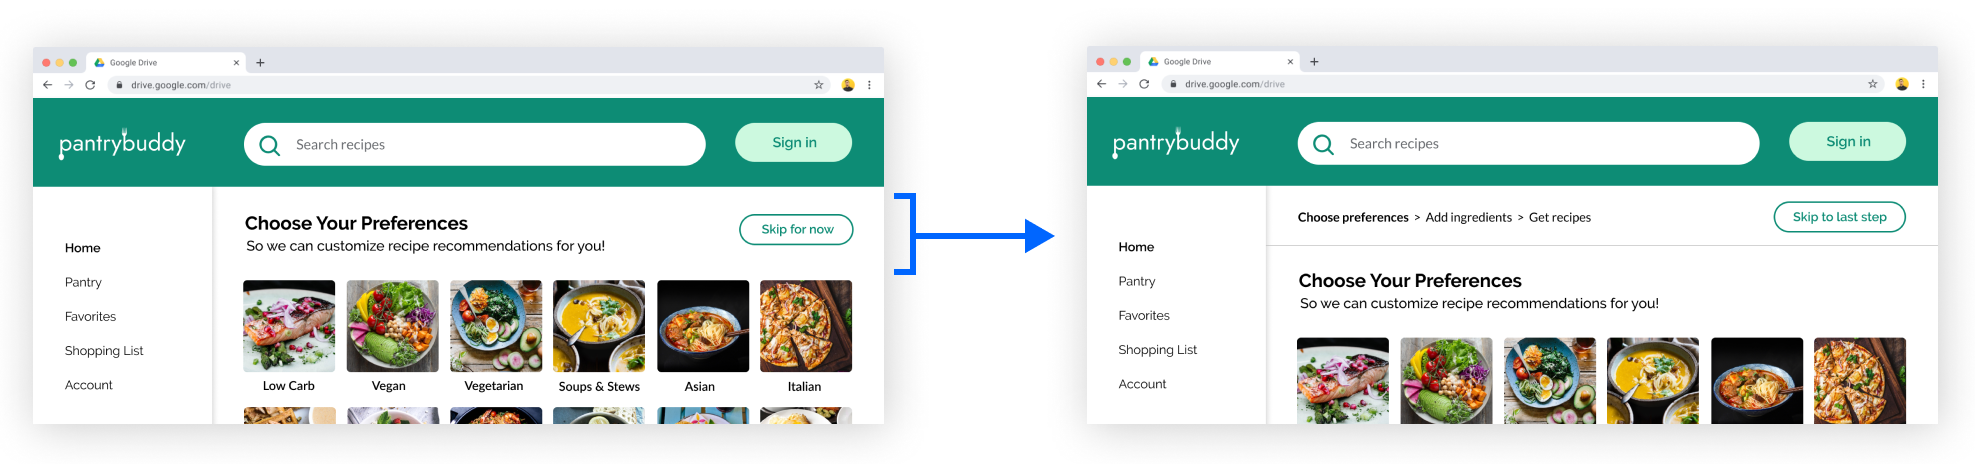 Google Drive
drive.google.com/drive
pantrybuddy
Search recipes
Sign in
Home
Pantry
Favorites
Shopping List
Account
Choose Your Preferences
So we can customize recipe recommendations for you!
Skip for now
Low Carb
Vegan
Vegetarian
Soups & Stews
Asian
Italian
Google Drive
drive.google.com/drive
pantrybuddy
Search recipes
Sign in
Home
Pantry
Favorites
Shopping List
Account
Choose preferences > Add ingredients > Get recipes
Skip to last step
Choose Your Preferences
So we can customize recipe recommendations for you!